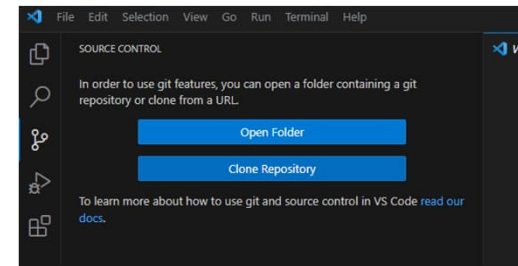 File Edit Selection View Go Run Terminal Help
SOURCE CONTROL
In order to use git features, you can open a folder containing a git
repository or clone from a URL.
Open Folder
Clone Repository
To learn more about how to use git and source control in VS Code read our
docs.